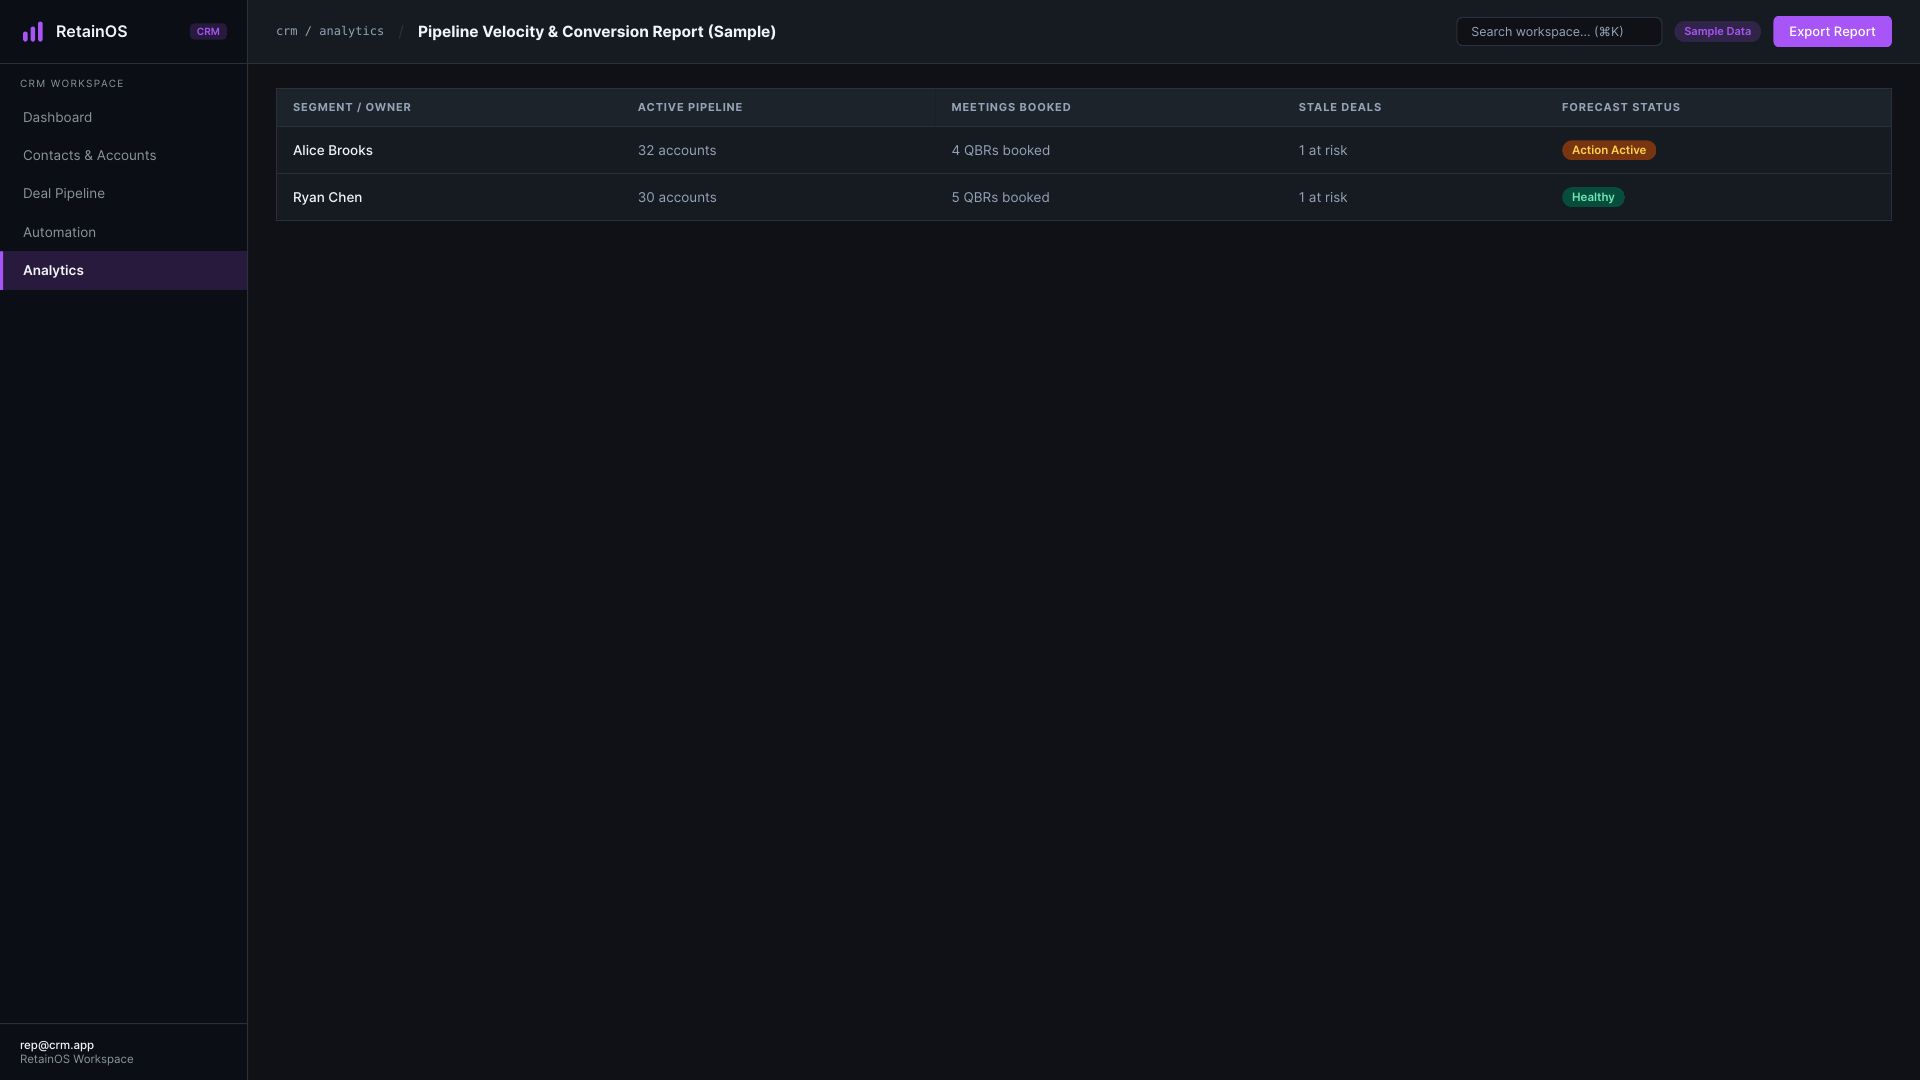 RetainOS
CRM
crm / analytics / Pipeline Velocity & Conversion Report (Sample)
Search workspace... (⌘K)
Sample Data
Export Report
CRM WORKSPACE
Dashboard
Contacts & Accounts
Deal Pipeline
Automation
Analytics
SEGMENT / OWNER ACTIVE PIPELINE MEETINGS BOOKED STALE DEALS FORECAST STATUS
Alice Brooks 32 accounts 4 QBRs booked 1 at risk Action Active
Ryan Chen 30 accounts 5 QBRs booked 1 at risk Healthy
rep@crm.app
RetainOS Workspace